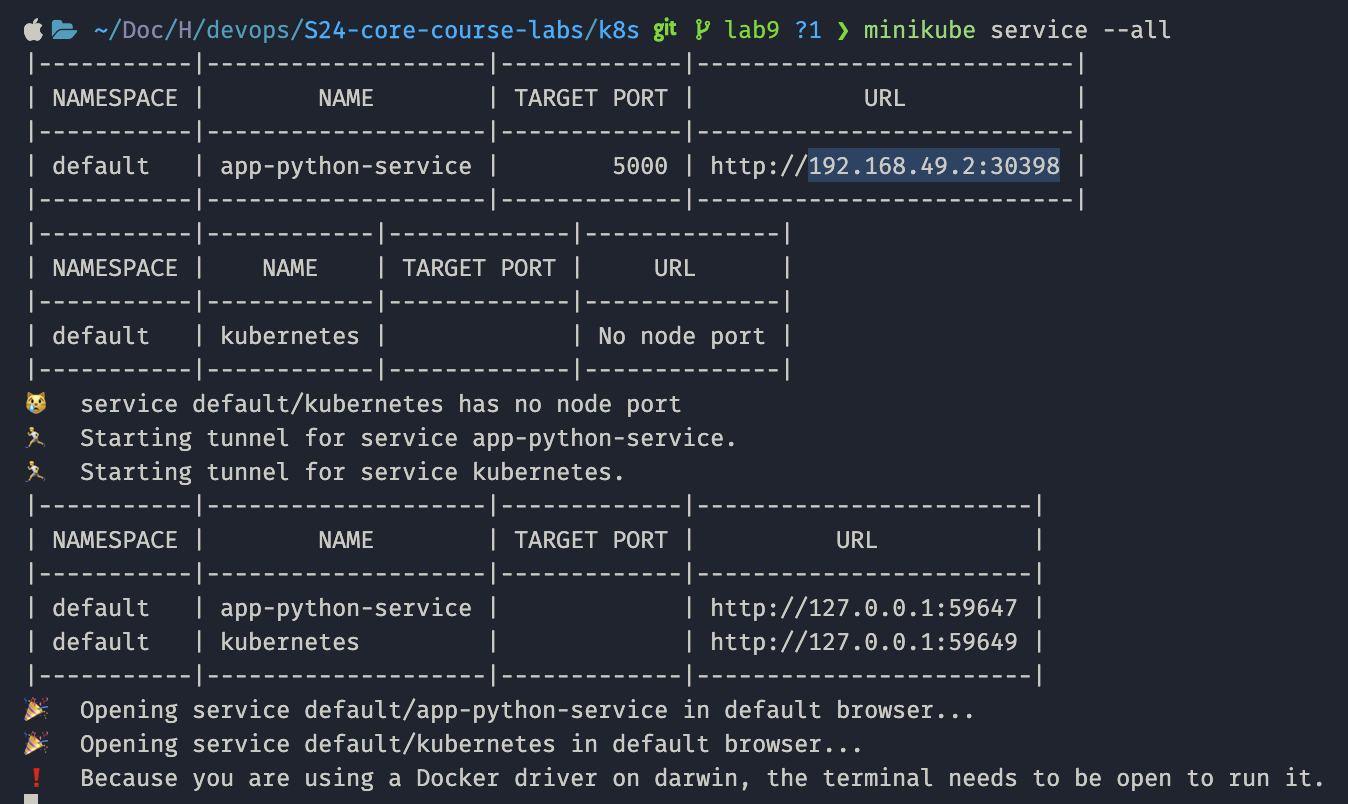 ~/Doc/H/devops/S24-core-course-labs/k8s git lab9 ?1 ❯ minikube service --all
|-----------|--------------------|-------------|---------------------------|
| NAMESPACE |        NAME        | TARGET PORT |            URL            |
|-----------|--------------------|-------------|---------------------------|
| default   | app-python-service |        5000 | http://192.168.49.2:30398 |
|-----------|--------------------|-------------|---------------------------|
|-----------|------------|-------------|--------------|
| NAMESPACE |    NAME    | TARGET PORT |     URL      |
|-----------|------------|-------------|--------------|
| default   | kubernetes |             | No node port |
|-----------|------------|-------------|--------------|
😿  service default/kubernetes has no node port
🏃  Starting tunnel for service app-python-service.
🏃  Starting tunnel for service kubernetes.
|-----------|--------------------|-------------|------------------------|
| NAMESPACE |        NAME        | TARGET PORT |          URL           |
|-----------|--------------------|-------------|------------------------|
| default   | app-python-service |             | http://127.0.0.1:59647 |
| default   | kubernetes         |             | http://127.0.0.1:59649 |
|-----------|--------------------|-------------|------------------------|
🎉  Opening service default/app-python-service in default browser...
🎉  Opening service default/kubernetes in default browser...
❗  Because you are using a Docker driver on darwin, the terminal needs to be open to run it.